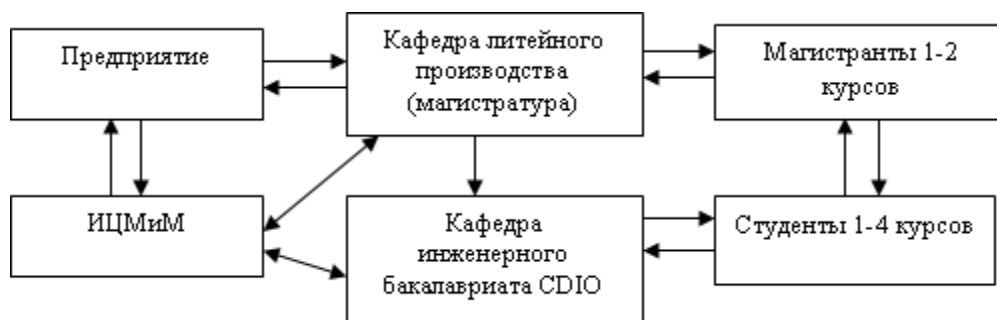 Предприятие
Кафедра литейного
производства
(магистратура)
Магистранты 1-2
курсов
ИЦМиМ
Кафедра
инженерного
бакалавриата CDIO
Студенты 1-4 курсов